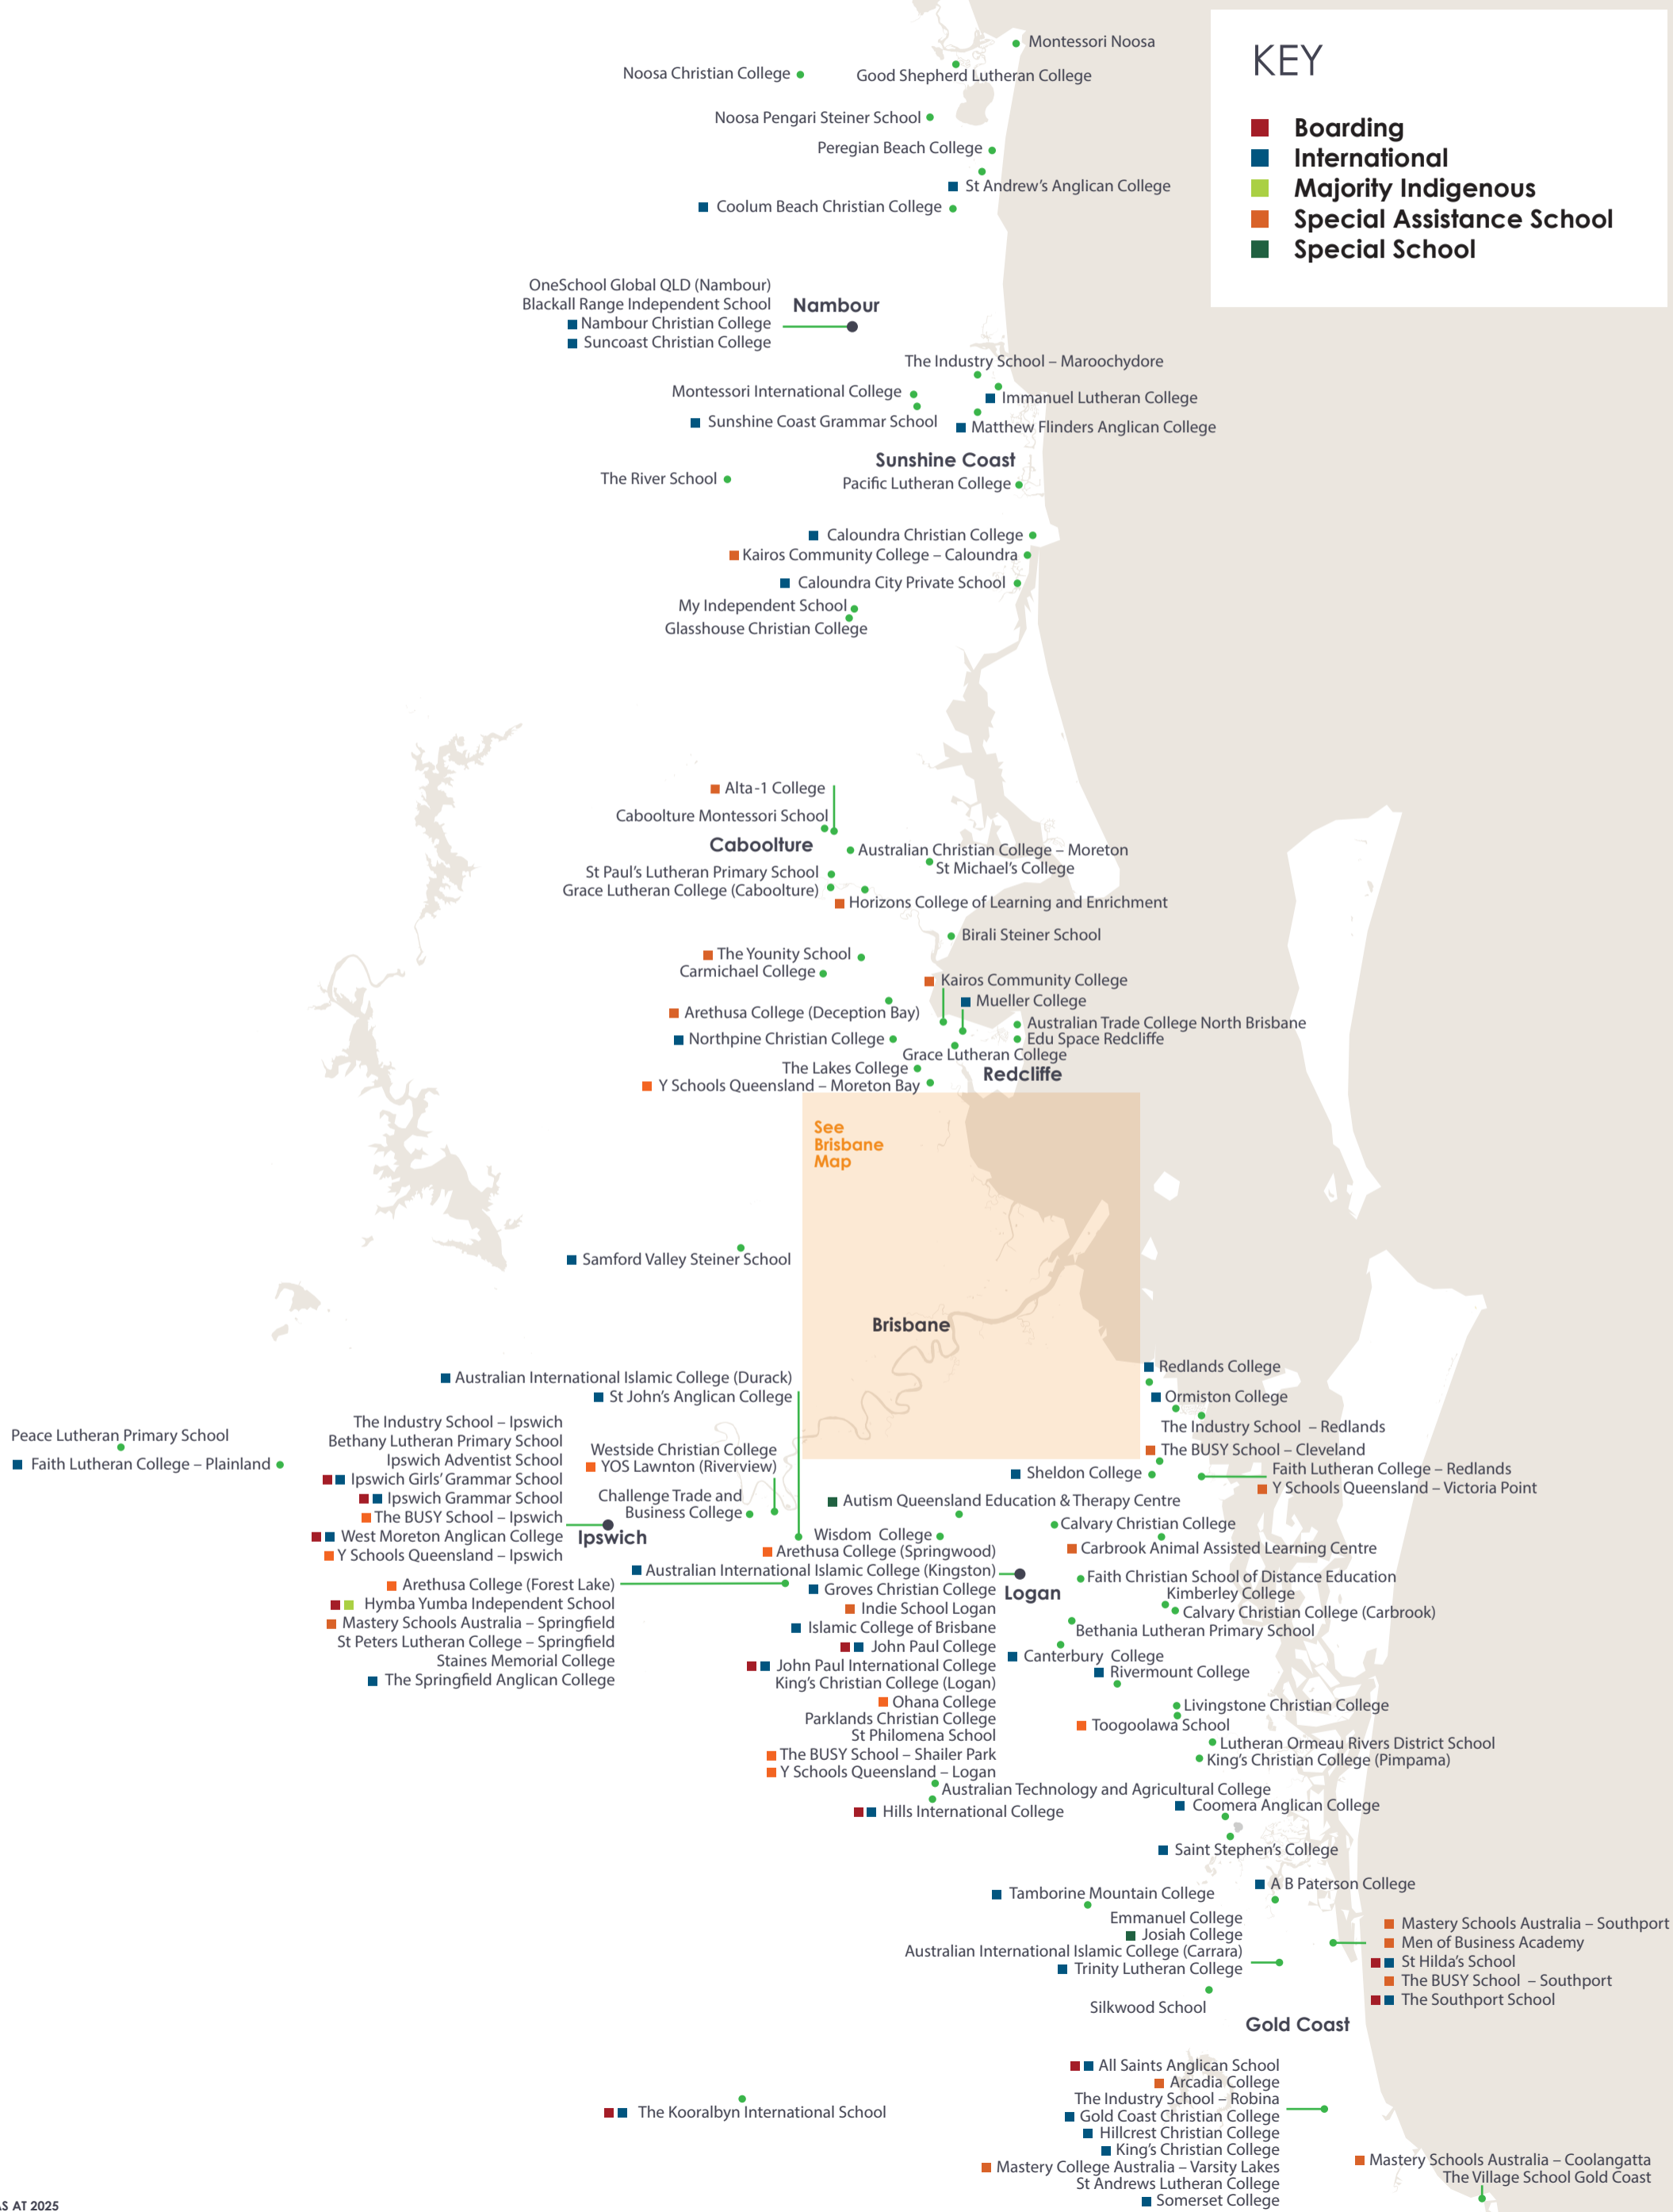 KEY
Boarding
International
Majority Indigenous
Special Assistance School
Special School
Montessori Noosa
Noosa Christian College
Good Shepherd Lutheran College
Noosa Pengari Steiner School
Peregian Beach College
St Andrew's Anglican College
Coolum Beach Christian College
OneSchool Global QLD (Nambour)
Blackall Range Independent School
Nambour Christian College
Suncoast Christian College
Nambour
The Industry School – Maroochydore
Montessori International College
Immanuel Lutheran College
Sunshine Coast Grammar School
Matthew Flinders Anglican College
Sunshine Coast
The River School
Pacific Lutheran College
Caloundra Christian College
Kairos Community College – Caloundra
Caloundra City Private School
My Independent School
Glasshouse Christian College
Alta-1 College
Caboolture Montessori School
Caboolture
Australian Christian College – Moreton
St Michael's College
St Paul's Lutheran Primary School
Grace Lutheran College (Caboolture)
Horizons College of Learning and Enrichment
Birali Steiner School
The Younity School
Carmichael College
Kairos Community College
Mueller College
Arethusa College (Deception Bay)
Australian Trade College North Brisbane
Northpine Christian College
Edu Space Redcliffe
Grace Lutheran College
The Lakes College
Redcliffe
Y Schools Queensland – Moreton Bay
See
Brisbane
Map
Samford Valley Steiner School
Brisbane
Redlands College
Australian International Islamic College (Durack)
St John's Anglican College
Ormiston College
The Industry School – Redlands
The BUSY School – Cleveland
Sheldon College
Faith Lutheran College – Redlands
Y Schools Queensland – Victoria Point
Peace Lutheran Primary School
Faith Lutheran College – Plainland
The Industry School – Ipswich
Bethany Lutheran Primary School
Ipswich Adventist School
Ipswich Girls' Grammar School
Ipswich Grammar School
The BUSY School – Ipswich
West Moreton Anglican College
Y Schools Queensland – Ipswich
Ipswich
Westside Christian College
YOS Lawnton (Riverview)
Challenge Trade and
Business College
Autism Queensland Education & Therapy Centre
Wisdom College
Calvary Christian College
Carbrook Animal Assisted Learning Centre
Arethusa College (Forest Lake)
Hymba Yumba Independent School
Mastery Schools Australia – Springfield
St Peters Lutheran College – Springfield
Staines Memorial College
The Springfield Anglican College
Arethusa College (Springwood)
Australian International Islamic College (Kingston)
Groves Christian College
Indie School Logan
Islamic College of Brisbane
John Paul College
John Paul International College
King's Christian College (Logan)
Ohana College
Parklands Christian College
St Philomena School
The BUSY School – Shailer Park
Y Schools Queensland – Logan
Logan
Faith Christian School of Distance Education
Kimberley College
Calvary Christian College (Carbrook)
Bethania Lutheran Primary School
Canterbury College
Rivermount College
Livingstone Christian College
Toogoolawa School
Lutheran Ormeau Rivers District School
King's Christian College (Pimpama)
Australian Technology and Agricultural College
Hills International College
Coomera Anglican College
Saint Stephen's College
A B Paterson College
Tamborine Mountain College
Emmanuel College
Josiah College
Australian International Islamic College (Carrara)
Trinity Lutheran College
Mastery Schools Australia – Southport
Men of Business Academy
St Hilda's School
The BUSY School – Southport
The Southport School
Silkwood School
Gold Coast
All Saints Anglican School
Arcadia College
The Industry School – Robina
Gold Coast Christian College
Hillcrest Christian College
King's Christian College
Mastery College Australia – Varsity Lakes
St Andrews Lutheran College
Somerset College
The Kooralbyn International School
Mastery Schools Australia – Coolangatta
The Village School Gold Coast
AS AT 2025